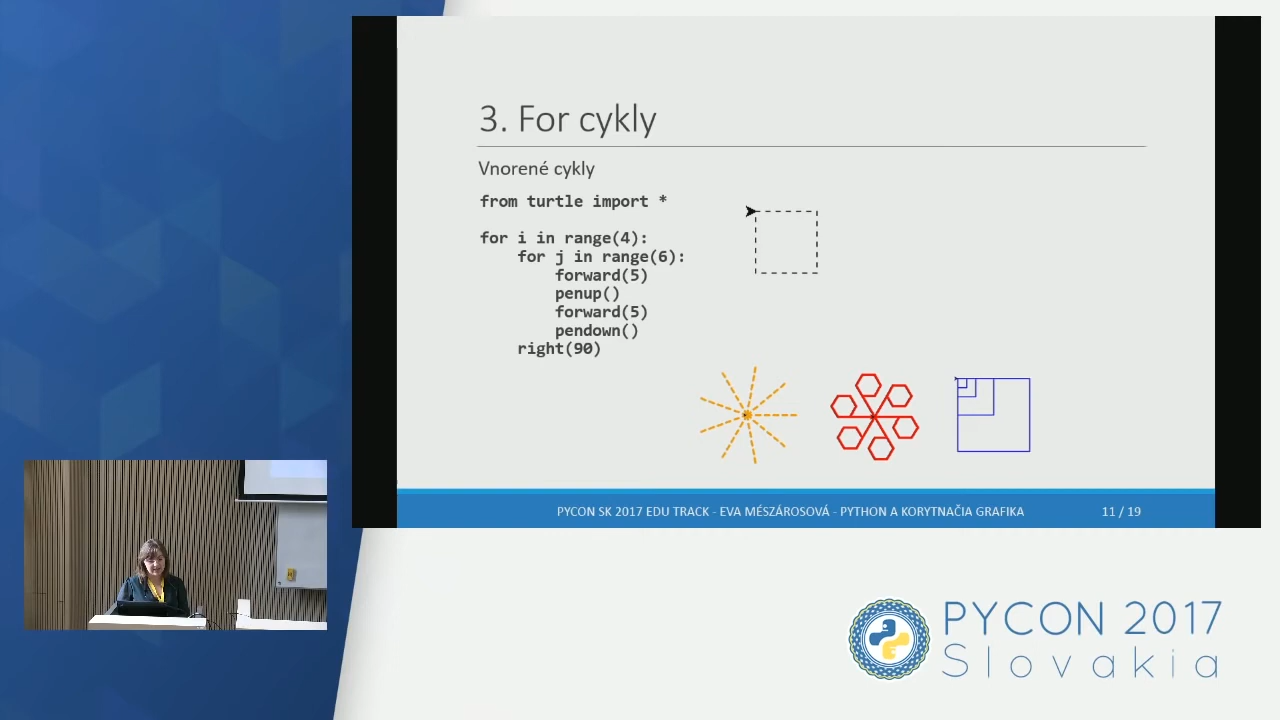 3. For cykly
Vnorené cykly
from turtle import *
for i in range(4):
for j in range(6):
forward(5)
penup()
forward(5)
pendown()
right(90)
PYCON SK 2017 EDU TRACK - EVA MÉSZÁROSOVÁ - PYTHON A KORYTNAČIA GRAFIKA
11 / 19
PYCON 2017
Slovakia